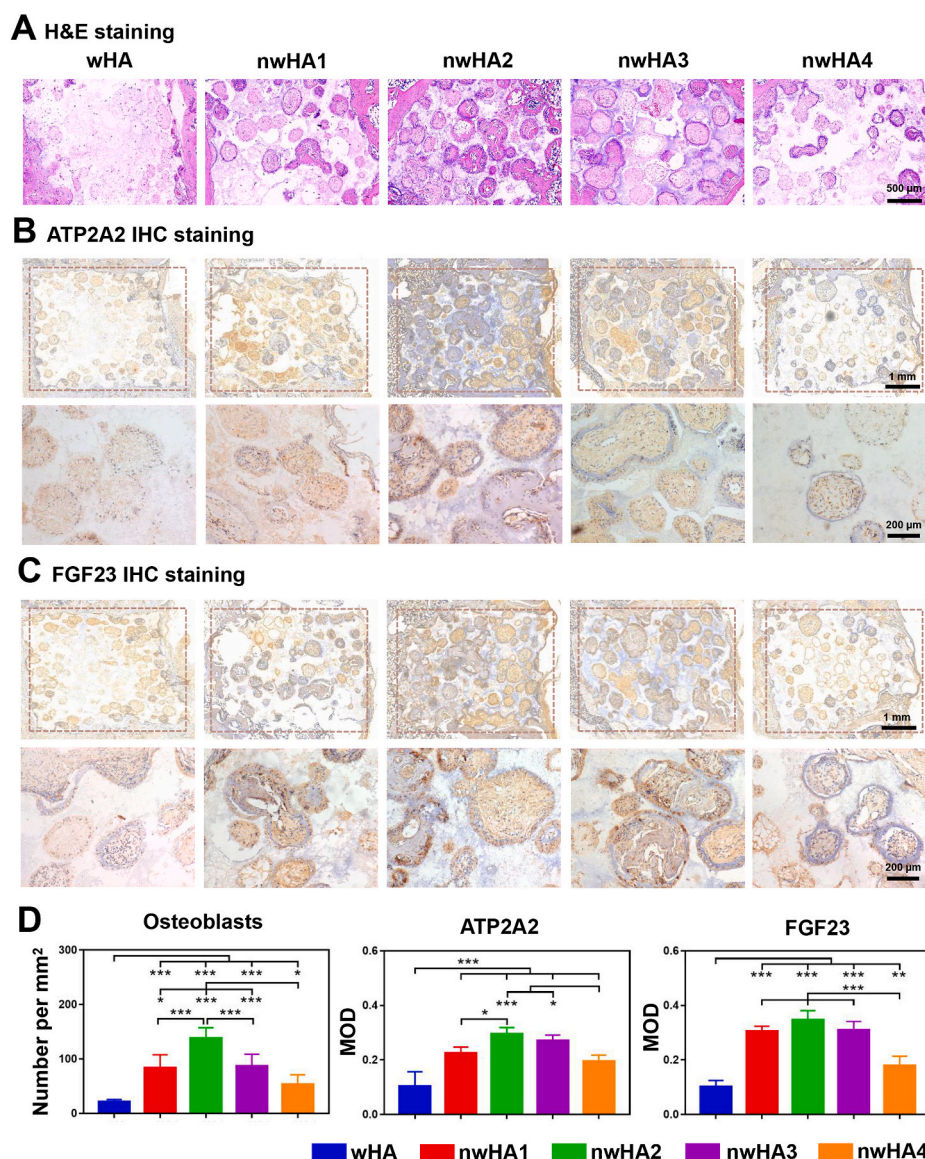 A H&E staining
wHA nwHA1 nwHA2 nwHA3 nwHA4
500 µm
B ATP2A2 IHC staining
1 mm
200 µm
C FGF23 IHC staining
1 mm
200 µm
D Osteoblasts ATP2A2 FGF23
Number per mm²
300
200
100
0
***
***
***
*
*
***
***
***
***
MOD
0.6
0.4
0.2
0.0
***
***
*
*
MOD
0.6
0.4
0.2
0.0
***
***
***
**
***
wHA nwHA1 nwHA2 nwHA3 nwHA4